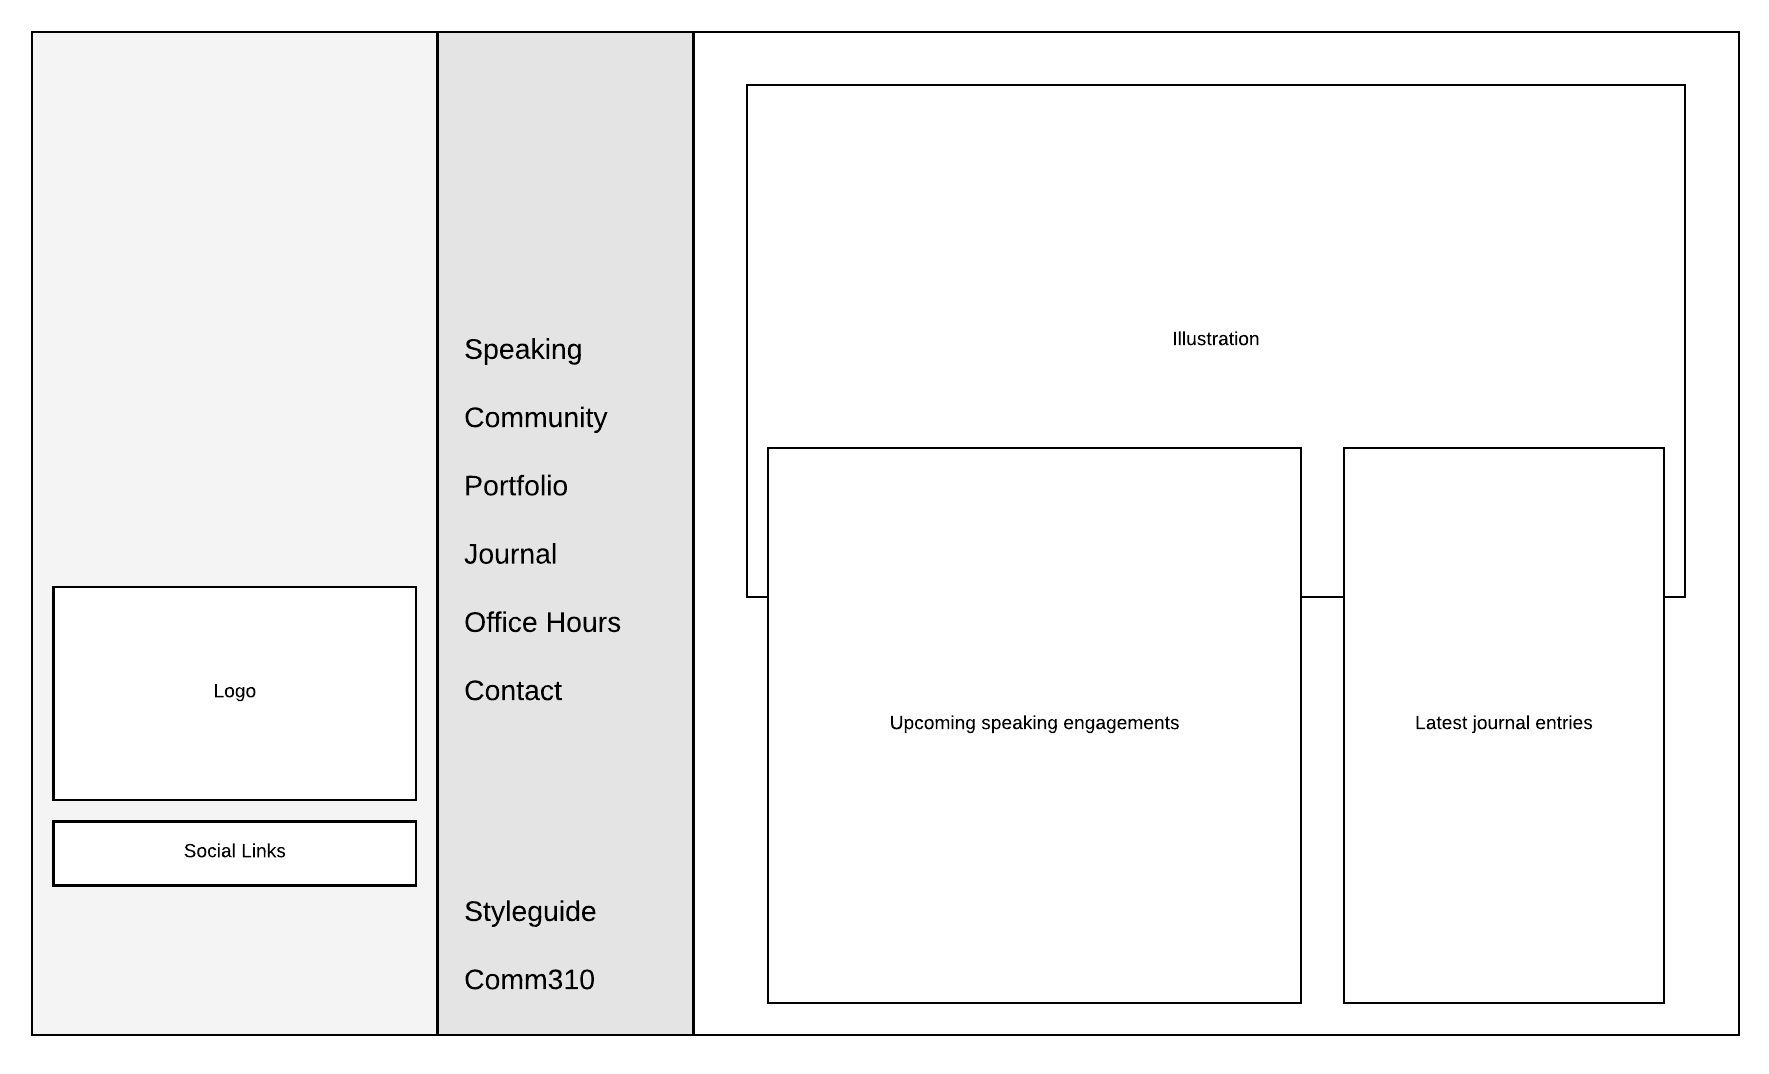 Logo
Social Links
Speaking
Community
Portfolio
Journal
Office Hours
Contact
Styleguide
Comm310
Illustration
Upcoming speaking engagements
Latest journal entries